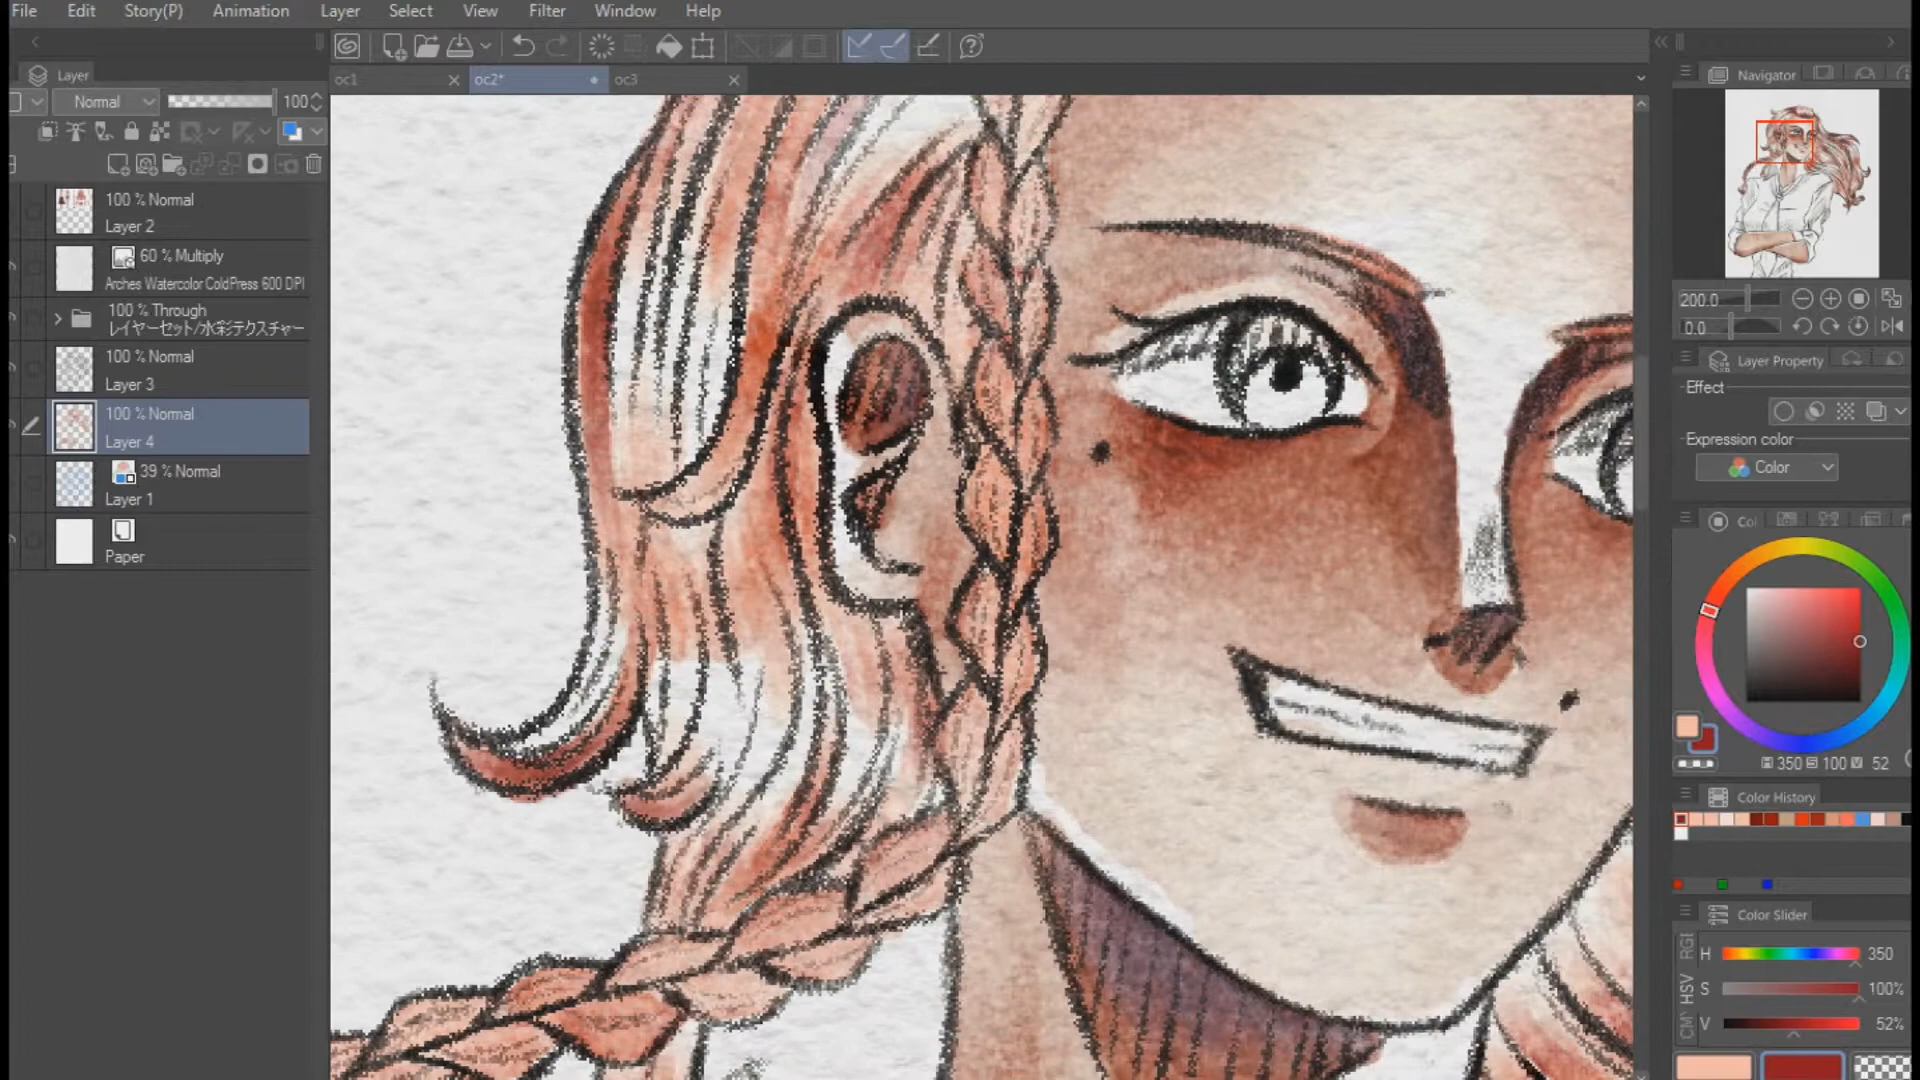 File Edit Story(P) Animation Layer Select View Filter Window Help
Layer
oc1 oc2* oc3
Navigator
Normal 100
100 % Normal
Layer 2
60 % Multiply
Arches Watercolor ColdPress 600 DPI
100 % Through
レイヤーセット/水彩テクスチャー
100 % Normal
Layer 3
100 % Normal
Layer 4
39 % Normal
Layer 1
Paper
200.0
0.0
Layer Property
Effect
Expression color
Color
Col
H 350 S 100 V 52
Color History
Color Slider
RGB
HSV
CM
H 350
S 100%
V 52%